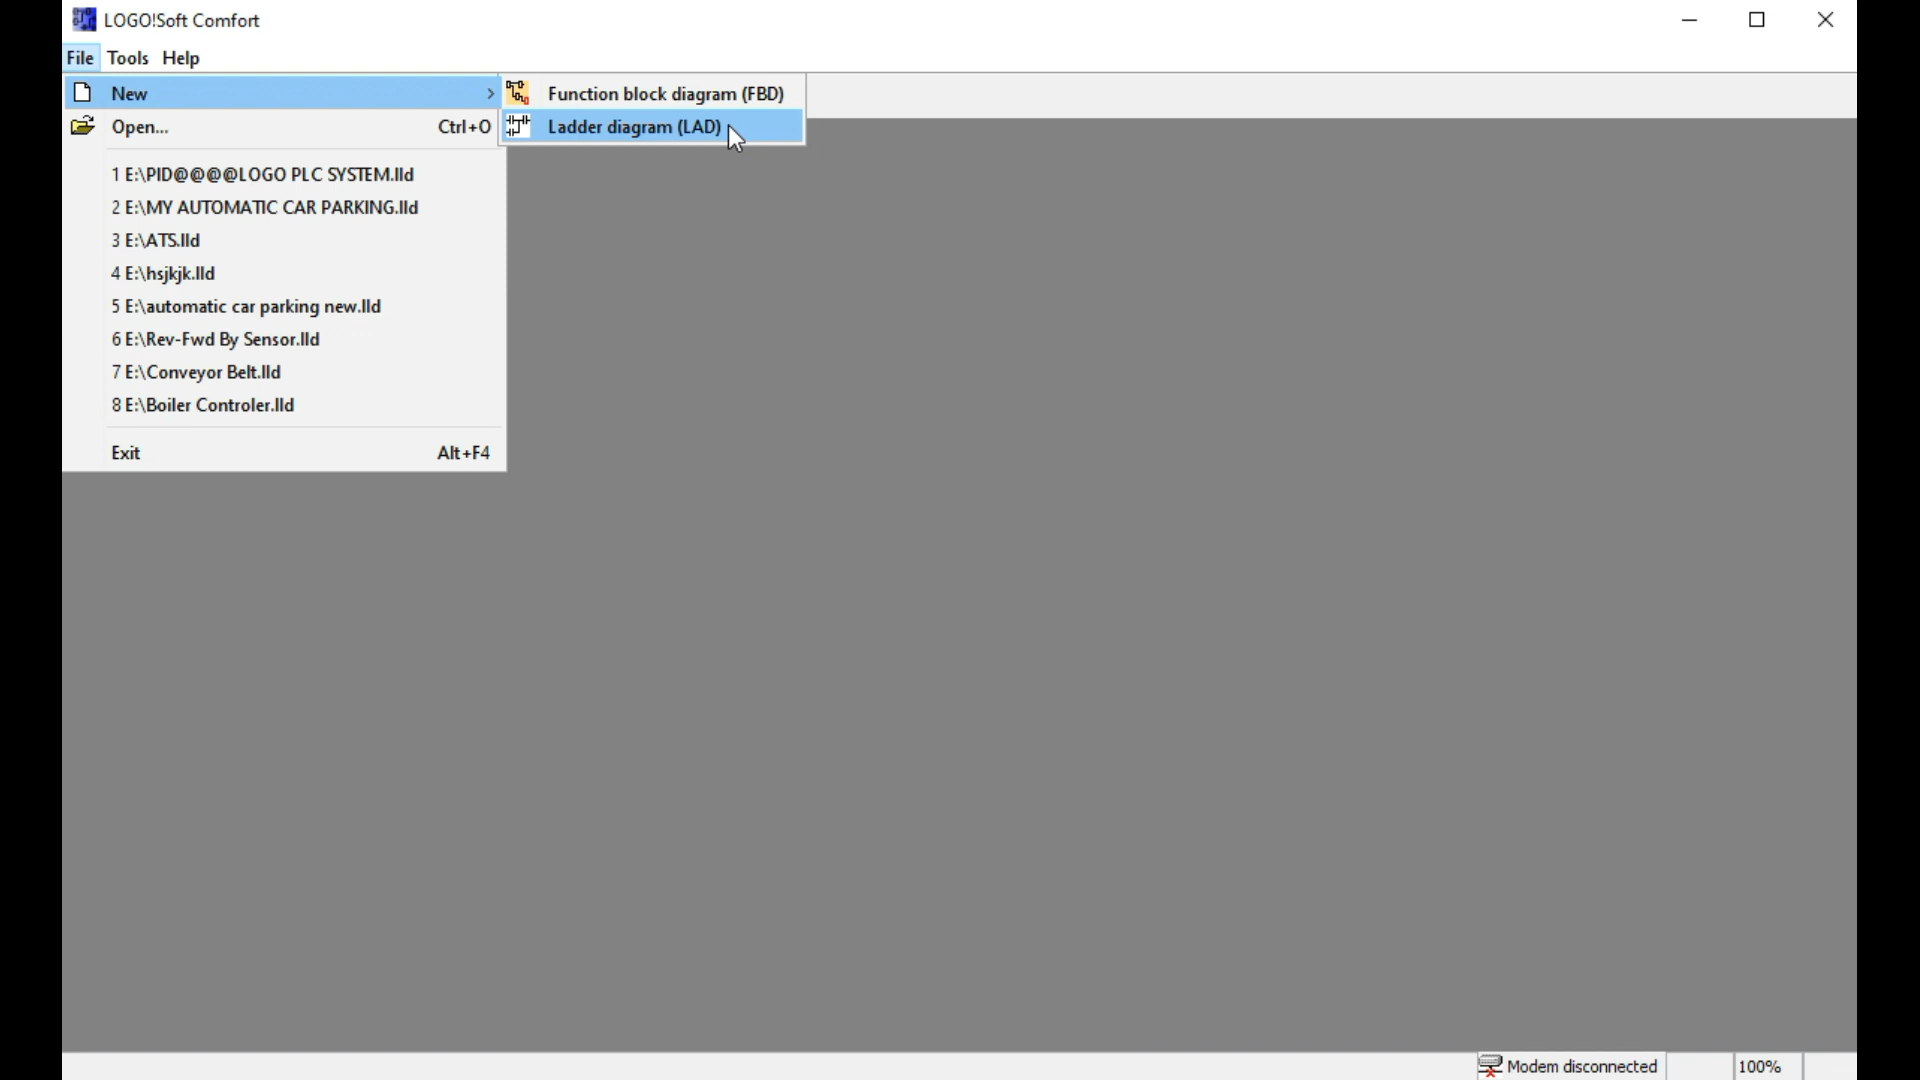 LOGO!Soft Comfort
File Tools Help
New
Function block diagram (FBD)
Open... Ctrl+O
Ladder diagram (LAD)
1 E:\PID@@@@LOGO PLC SYSTEM.lld
2 E:\MY AUTOMATIC CAR PARKING.lld
3 E:\ATS.lld
4 E:\hsjkjk.lld
5 E:\automatic car parking new.lld
6 E:\Rev-Fwd By Sensor.lld
7 E:\Conveyor Belt.lld
8 E:\Boiler Controler.lld
Exit Alt+F4
Modem disconnected
100%